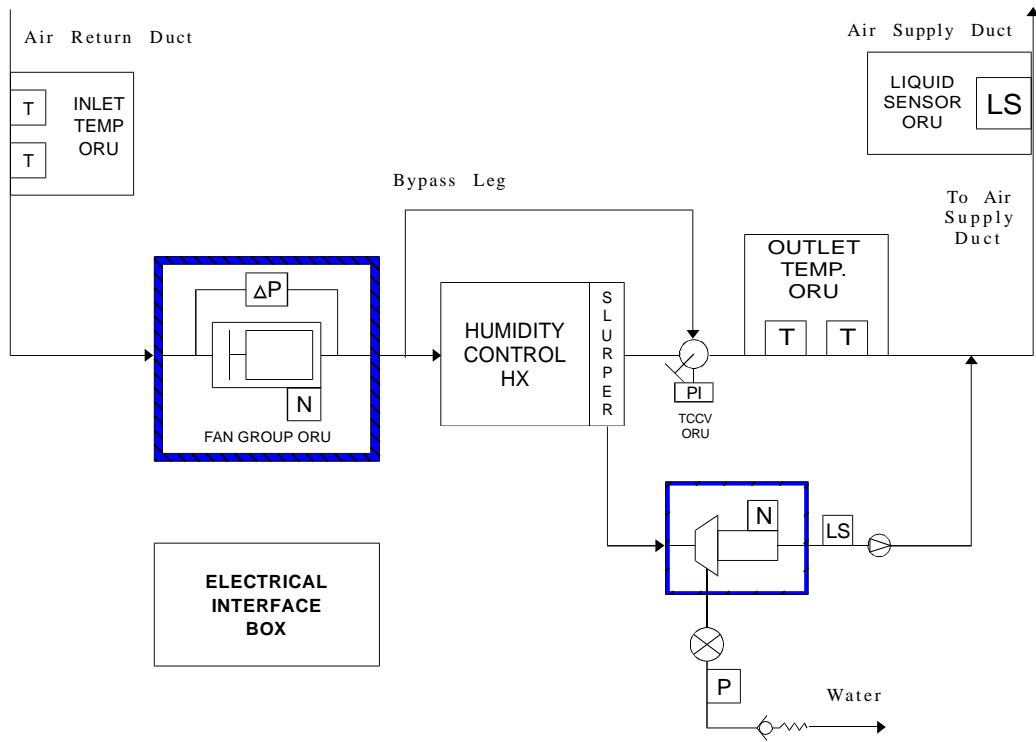 Air Return Duct
T
T
INLET
TEMP
ORU
Air Supply Duct
LIQUID
SENSOR
ORU
LS
Bypass Leg
To Air
Supply
Duct
ΔP
N
FAN GROUP ORU
HUMIDITY
CONTROL
HX
S
L
U
R
P
E
R
PI
TCCV
ORU
OUTLET
TEMP.
ORU
T T
N
LS
P
Water
ELECTRICAL
INTERFACE
BOX